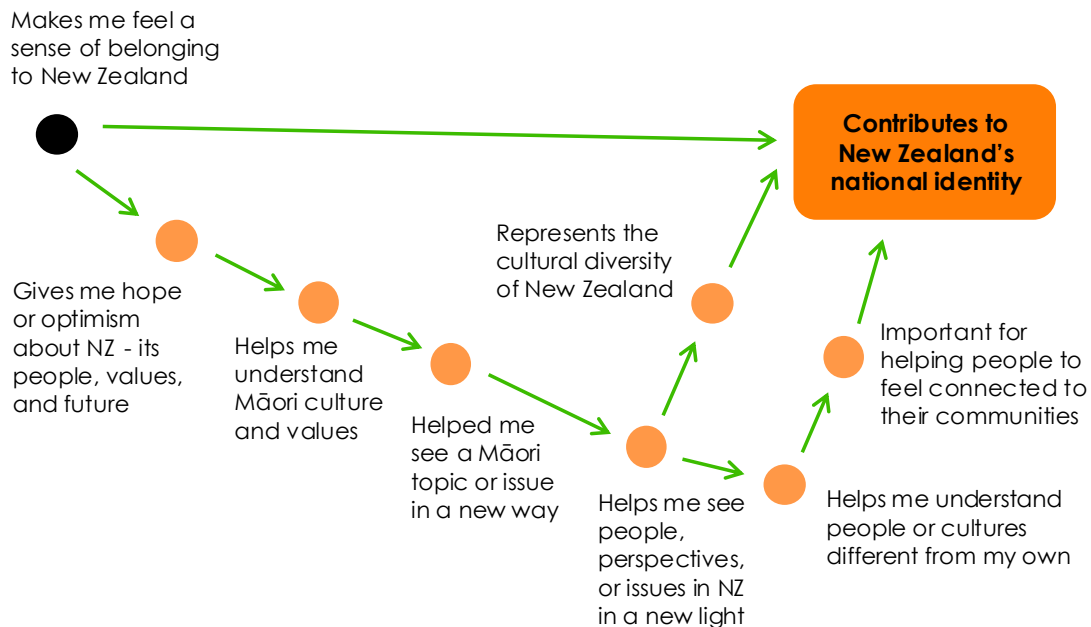 Makes me feel a
sense of belonging
to New Zealand
Contributes to
New Zealand’s
national identity
Represents the
cultural diversity
of New Zealand
Gives me hope
or optimism
about NZ - its
people, values,
and future
Helps me
understand
Māori culture
and values
Important for
helping people to
feel connected to
their communities
Helped me
see a Māori
topic or issue
in a new way
Helps me see
people,
perspectives,
or issues in NZ
in a new light
Helps me understand
people or cultures
different from my own